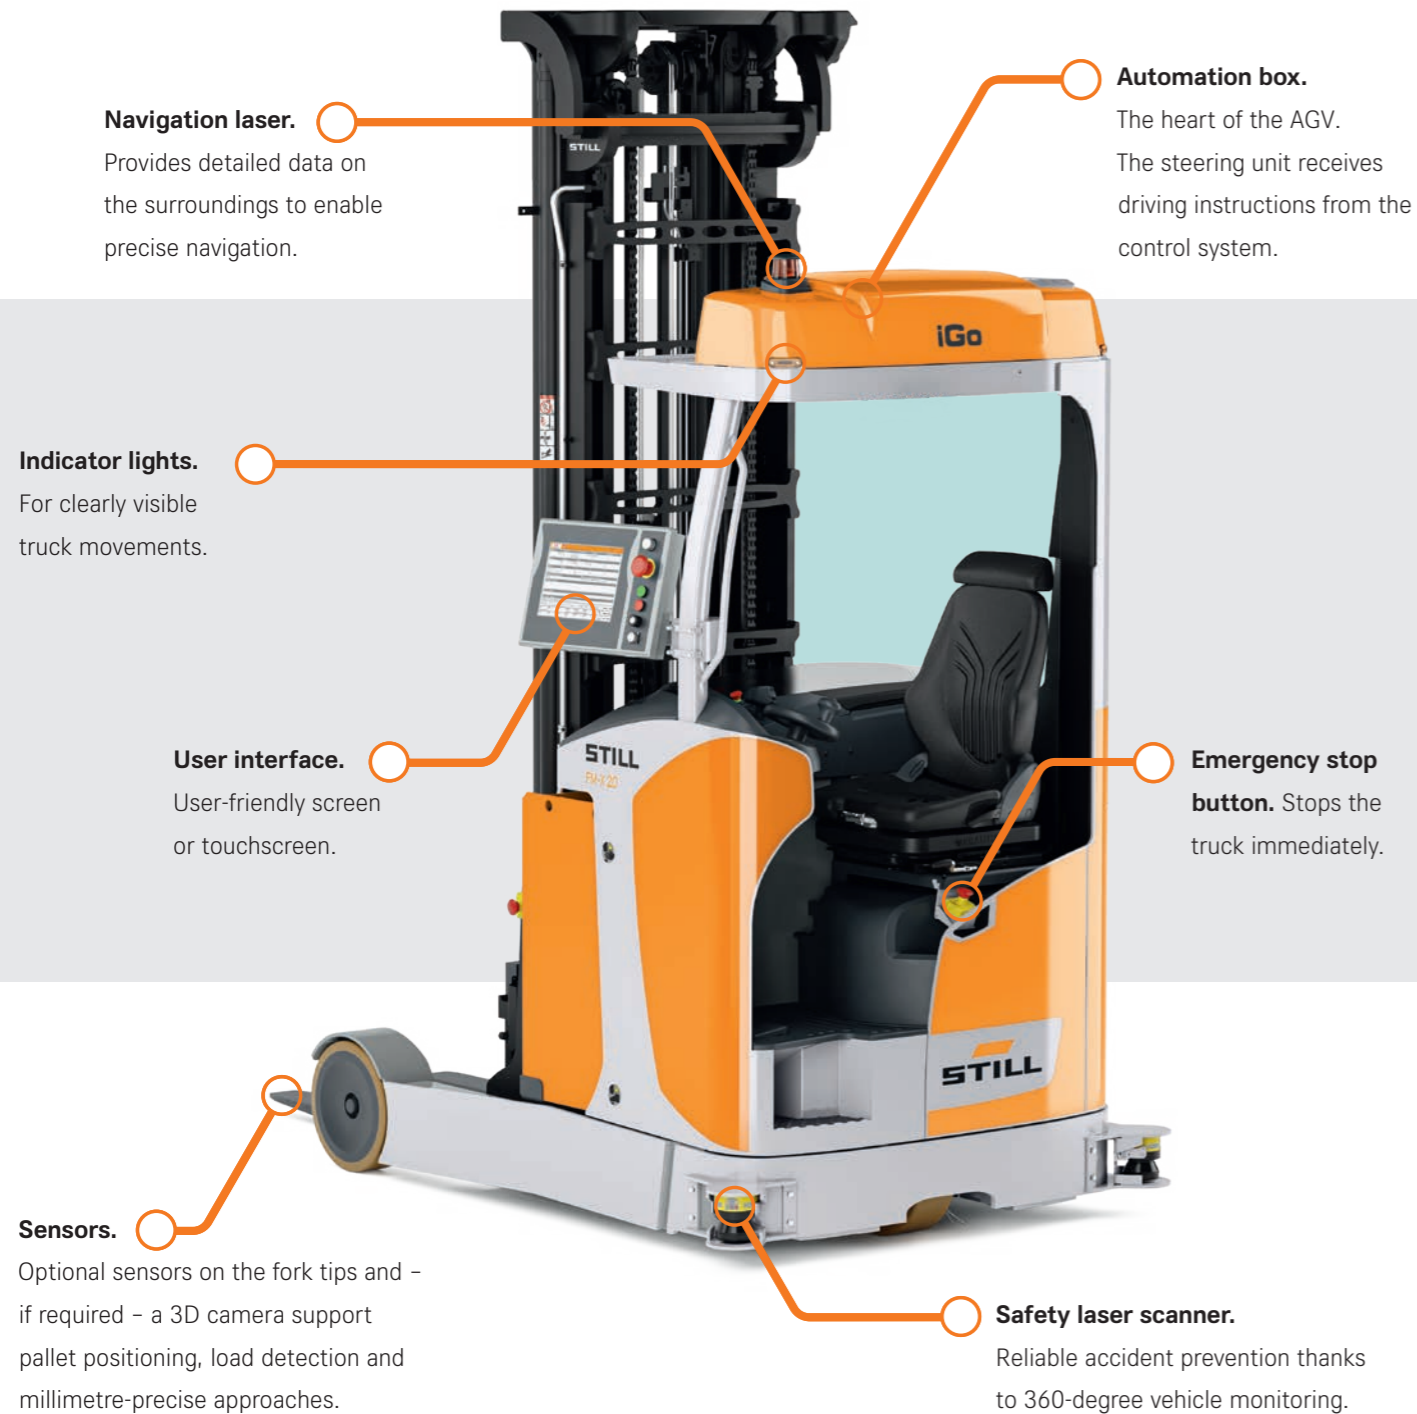 STILL
Navigation laser.
Provides detailed data on
the surroundings to enable
precise navigation.
Automation box.
The heart of the AGV.
The steering unit receives
driving instructions from the
control system.
iGo
Indicator lights.
For clearly visible
truck movements.
User interface.
User-friendly screen
or touchscreen.
STILL
FM-X 20
Emergency stop
button. Stops the
truck immediately.
STILL
Sensors.
Optional sensors on the fork tips and –
if required – a 3D camera support
pallet positioning, load detection and
millimetre-precise approaches.
Safety laser scanner.
Reliable accident prevention thanks
to 360-degree vehicle monitoring.